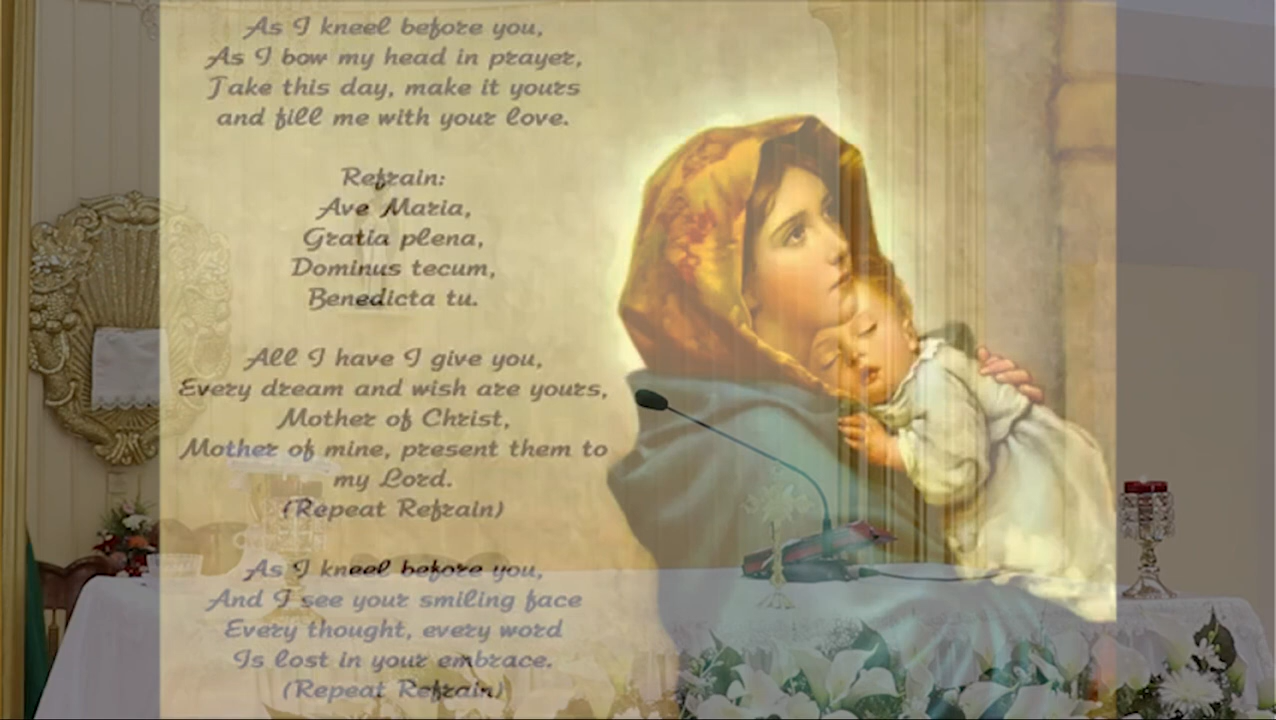 As I kneel before you,
As I bow my head in prayer,
Take this day, make it yours
and fill me with your love.
Refrain:
Ave Maria,
Gratia plena,
Dominus tecum,
Benedicta tu.
All I have I give you,
Every dream and wish are yours,
Mother of Christ,
Mother of mine, present them to
my Lord.
(Repeat Refrain)
As I kneel before you,
And I see your smiling face
Every thought, every word
Is lost in your embrace.
(Repeat Refrain)